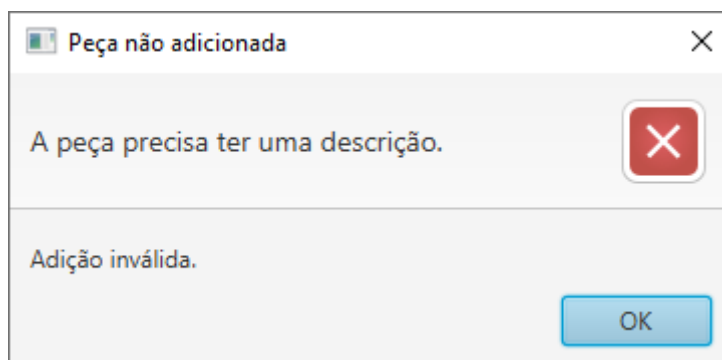 Peça não adicionada
A peça precisa ter uma descrição.
Adição inválida.
OK